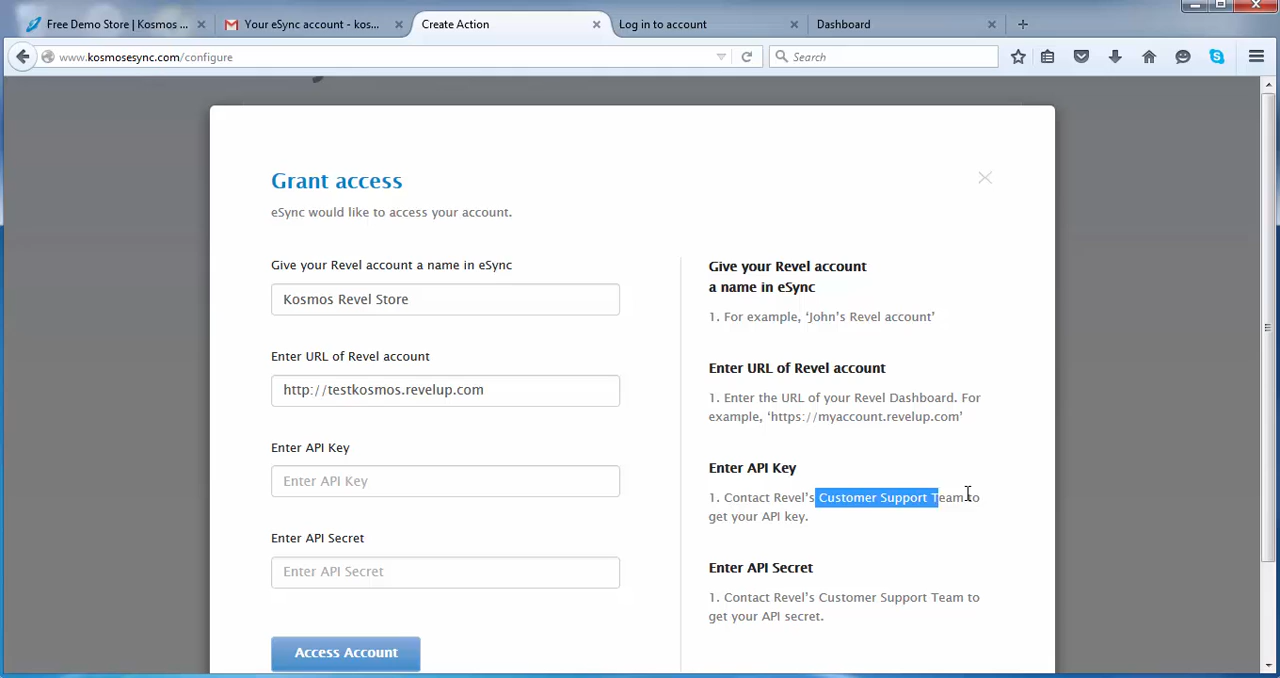 Free Demo Store | Kosmos ...
Your eSync account - kos...
Create Action
Log in to account
Dashboard
www.kosmosesync.com/configure
Search
Grant access
eSync would like to access your account.
Give your Revel account a name in eSync
Kosmos Revel Store
Enter URL of Revel account
http://testkosmos.revelup.com
Enter API Key
Enter API Key
Enter API Secret
Enter API Secret
Access Account
Give your Revel account
a name in eSync
1. For example, ‘John’s Revel account’
Enter URL of Revel account
1. Enter the URL of your Revel Dashboard. For
example, ‘https://myaccount.revelup.com’
Enter API Key
1. Contact Revel’s Customer Support Team to
get your API key.
Enter API Secret
1. Contact Revel’s Customer Support Team to
get your API secret.